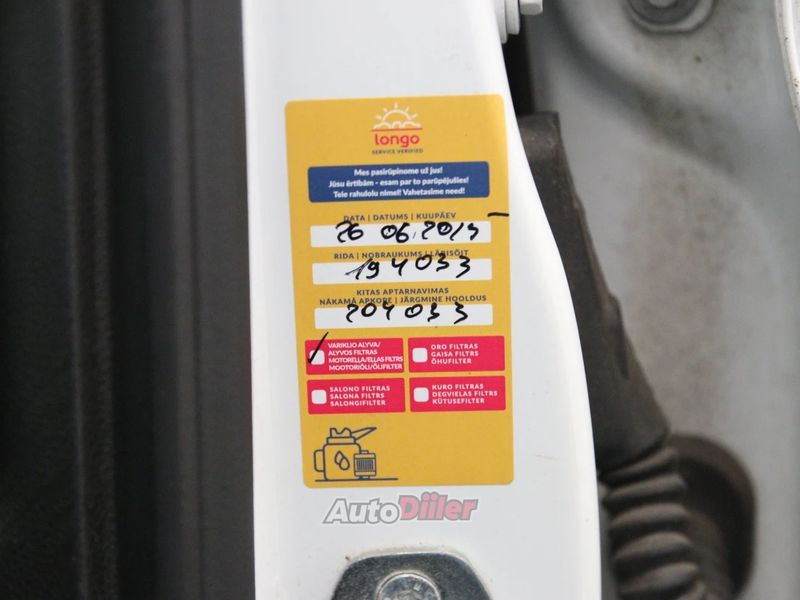 longo
SERVICE VERIFIED
Mes pasirūpinome už jus!
Jūsu ērtībām - esam par to parūpējušies!
Teie rahulolu nimel! Vahetasime need!
DATA | DATUMS | KUUPÄEV
26 06.2025
RIDA | NOBRAUKUMS | LÄBISÕIT
194033
KITAS APTARNAVIMAS
NĀKAMĀ APKOPE | JÄRGMINE HOOLDUS
204033
VARIKLIO ALYVA/
ALYVOS FILTRAS
MOTOREĻĻA/EĻĻAS FILTRS
MOOTORIÕLI/ÕLIFILTER
ORO FILTRAS
GAISA FILTRS
ÕHUFILTER
SALONO FILTRAS
SALONA FILTRS
SALONGIFILTER
KURO FILTRAS
DEGVIELAS FILTRS
KÜTUSEFILTER
AutoDiiler